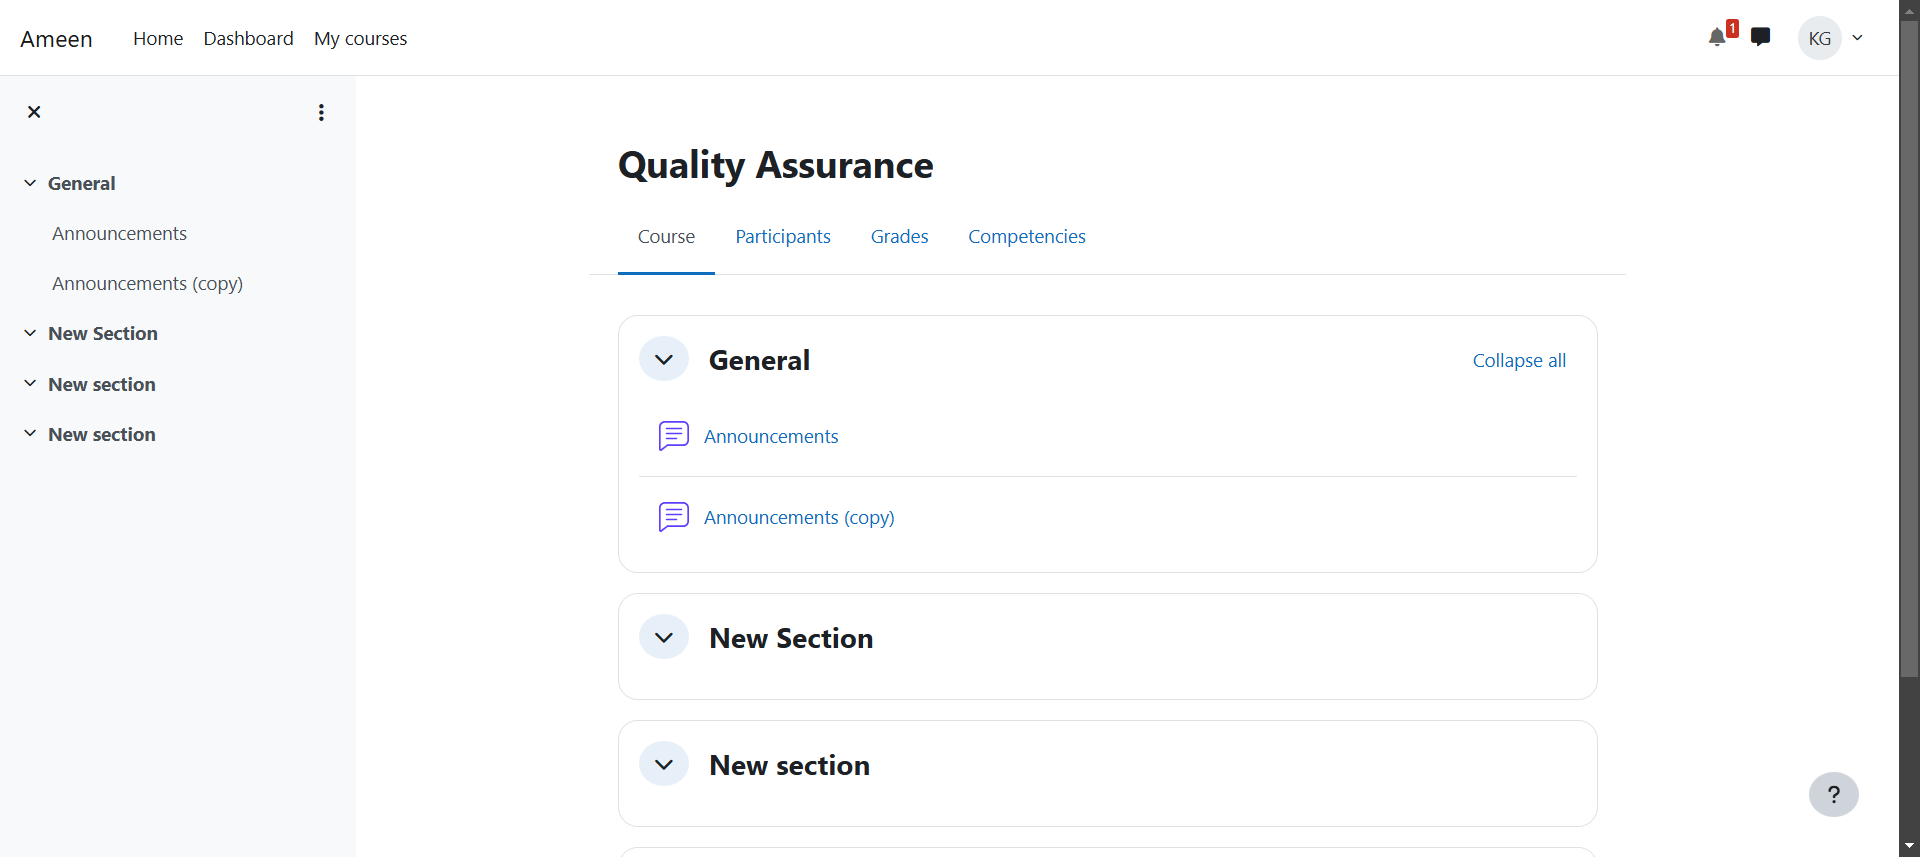 Ameen Home Dashboard My courses 1 KG
General
Announcements
Announcements (copy)
New Section
New section
New section
Quality Assurance
Course Participants Grades Competencies
General Collapse all
Announcements
Announcements (copy)
New Section
New section
?